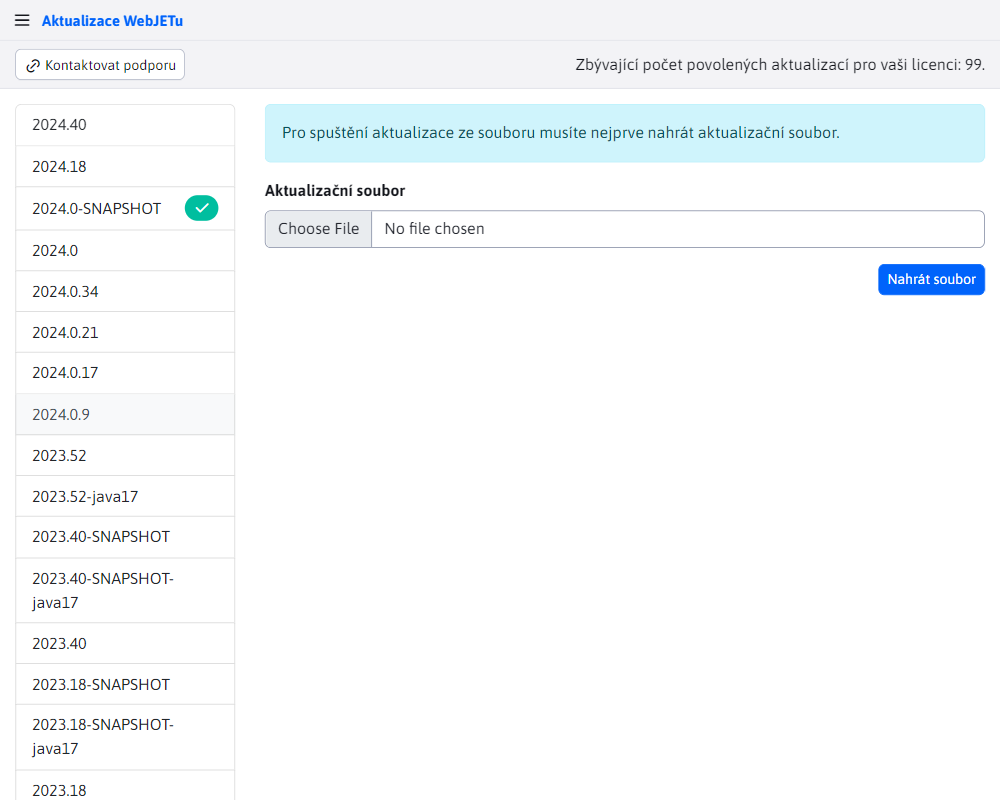 Aktualizace WebJETu
Kontaktovat podporu
Zbývající počet povolených aktualizací pro vaši licenci: 99.
2024.40
2024.18
2024.0-SNAPSHOT
2024.0
2024.0.34
2024.0.21
2024.0.17
2024.0.9
2023.52
2023.52-java17
2023.40-SNAPSHOT
2023.40-SNAPSHOT-
java17
2023.40
2023.18-SNAPSHOT
2023.18-SNAPSHOT-
java17
2023.18
Pro spuštění aktualizace ze souboru musíte nejprve nahrát aktualizační soubor.
Aktualizační soubor
Choose File No file chosen
Nahrát soubor